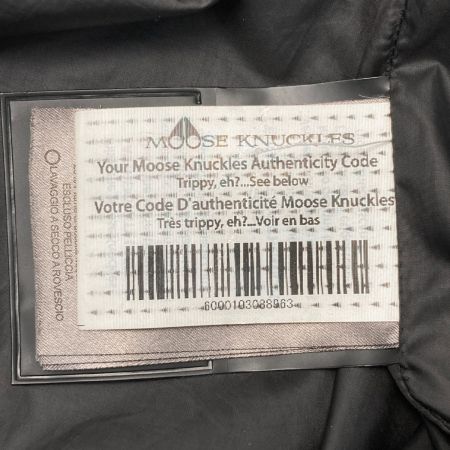 MOOSE KNUCKLES
Your Moose Knuckles Authenticity Code
Trippy, eh?...See below
Votre Code D'authenticité Moose Knuckles
Très trippy, eh?...Voir en bas
6000103038863
ESCLUSO PELLICCIA
LAVAGGIO A SECCO A ROVESCIO